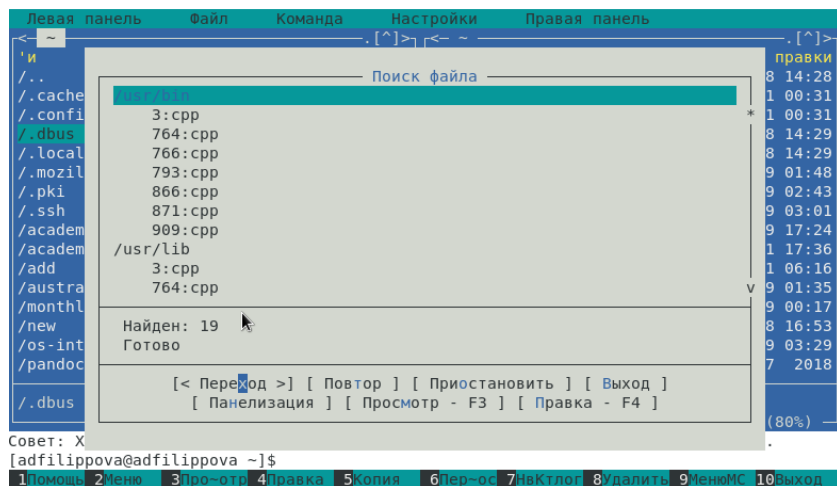 Левая панель Файл Команда Настройки Правая панель
<─ ~ .[^]> <─ ~ .[^]>
'и правки
Поиск файла
/.. 8 14:28
/.cache /usr/bin 1 00:31
/.confi 3:cpp * 1 00:31
/.dbus 764:cpp 8 14:29
/.local 766:cpp 8 14:29
/.mozil 793:cpp 9 01:48
/.pki 866:cpp 9 02:43
/.ssh 871:cpp 9 03:01
/academ 909:cpp 9 17:24
/academ /usr/lib 1 17:36
/add 3:cpp 1 06:16
/austra 764:cpp v 9 01:35
/monthl 9 00:17
/new Найден: 19 8 16:53
/os-int Готово 9 03:29
/pandoc 7 2018
[< Переход >] [ Повтор ] [ Приостановить ] [ Выход ]
/.dbus [ Панелизация ] [ Просмотр - F3 ] [ Правка - F4 ]
(80%)
Совет: Х .
[adfilippova@adfilippova ~]$
1Помощь 2Меню 3Про~отр 4Правка 5Копия 6Пер~ос 7НвКтлог 8Удалить 9МенюМС 10Выход